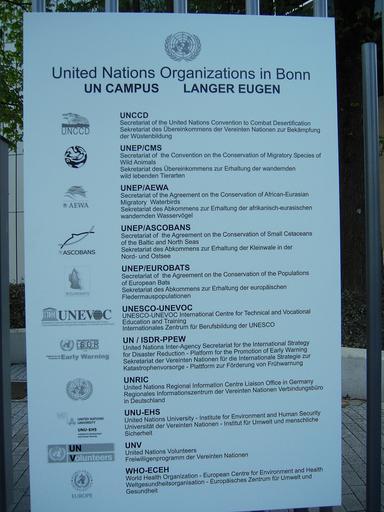 United Nations Organizations in Bonn
UN CAMPUS LANGER EUGEN
UNCCD
UNCCD
Secretariat of the United Nations Convention to Combat Desertification
Sekretariat des Übereinkommens der Vereinten Nationen zur Bekämpfung
der Wüstenbildung
UNEP/CMS
Secretariat of the Convention on the Conservation of Migratory Species of
Wild Animals
Sekretariat des Übereinkommens zur Erhaltung der wandernden
wild lebenden Tierarten
UNEP/AEWA
AEWA
Secretariat of the Agreement on the Conservation of African-Eurasian
Migratory Waterbirds
Sekretariat des Abkommens zur Erhaltung der afrikanisch-eurasischen
wandernden Wasservögel
UNEP/ASCOBANS
ASCOBANS
Secretariat of the Agreement on the Conservation of Small Cetaceans
of the Baltic and North Seas
Sekretariat des Abkommens zur Erhaltung der Kleinwale in der
Nord- und Ostsee
UNEP/EUROBATS
Secretariat of the Agreement on the Conservation of the Populations
of European Bats
Sekretariat des Abkommens zur Erhaltung der europäischen
Fledermauspopulationen
UNESCO-UNEVOC
UNEVOC
UNESCO-UNEVOC International Centre for Technical and Vocational
Education and Training
Internationales Zentrum für Berufsbildung der UNESCO
UN / ISDR-PPEW
Early Warning
United Nations Inter-Agency Secretariat for the International Strategy
for Disaster Reduction - Platform for the Promotion of Early Warning
Sekretariat der Vereinten Nationen für die Internationale Strategie zur
Katastrophenvorsorge - Plattform zur Förderung von Frühwarnung
UNRIC
United Nations Regional Information Centre Liaison Office in Germany
Regionales Informationszentrum der Vereinten Nationen Verbindungsbüro
in Deutschland
UNU-EHS
UNITED NATIONS
UNIVERSITY
UNU-EHS
United Nations University - Institute for Environment and Human Security
Universität der Vereinten Nationen - Institut für Umwelt und menschliche
Sicherheit
UNV
UN
Volunteers
United Nations Volunteers
Freiwilligenprogramm der Vereinten Nationen
WHO-ECEH
EUROPE
World Health Organization - European Centre for Environment and Health
Weltgesundheitsorganisation - Europäisches Zentrum für Umwelt und
Gesundheit